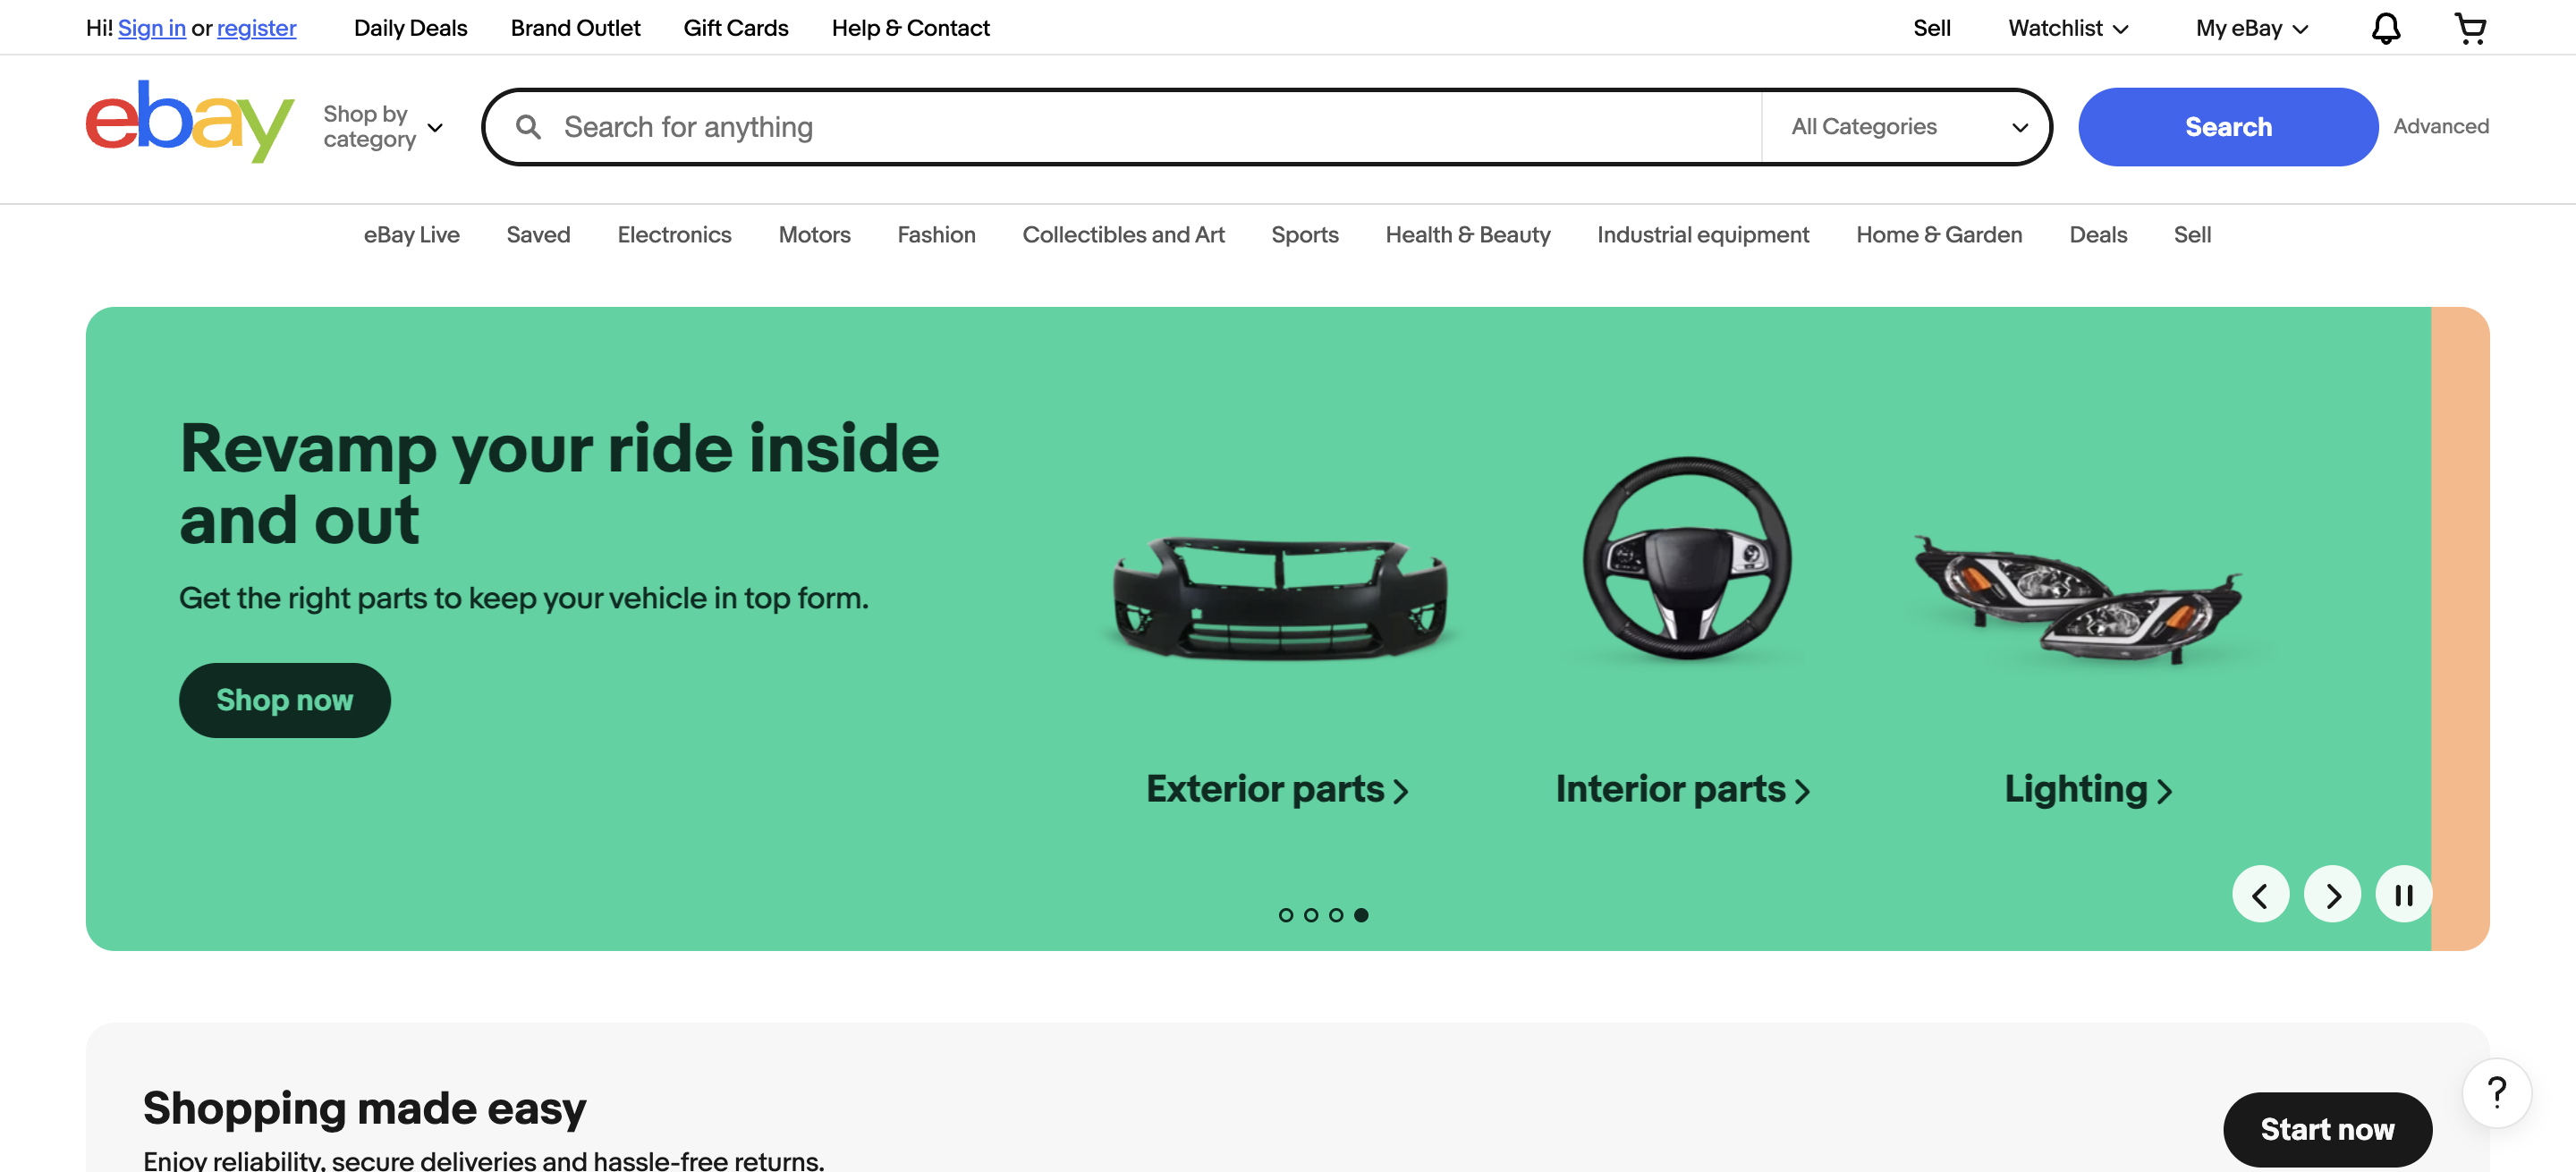 Hi! Sign in or register Daily Deals Brand Outlet Gift Cards Help & Contact Sell Watchlist My eBay
ebay
Shop by
category
Search for anything
All Categories
Search
Advanced
eBay Live Saved Electronics Motors Fashion Collectibles and Art Sports Health & Beauty Industrial equipment Home & Garden Deals Sell
Revamp your ride inside
and out
Get the right parts to keep your vehicle in top form.
Shop now
Exterior parts Interior parts Lighting
Shopping made easy
Enjoy reliability, secure deliveries and hassle-free returns.
Start now
?